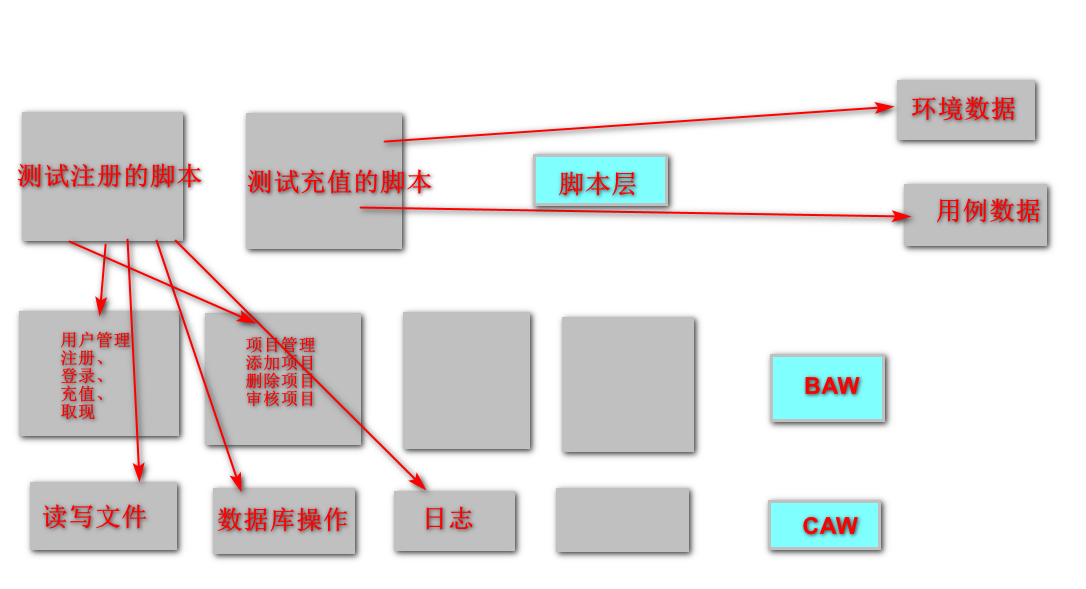 环境数据
测试注册的脚本
测试充值的脚本
脚本层
用例数据
用户管理
注册、
登录、
充值、
取现
项目管理
添加项目
删除项目
审核项目
BAW
读写文件
数据库操作
日志
CAW